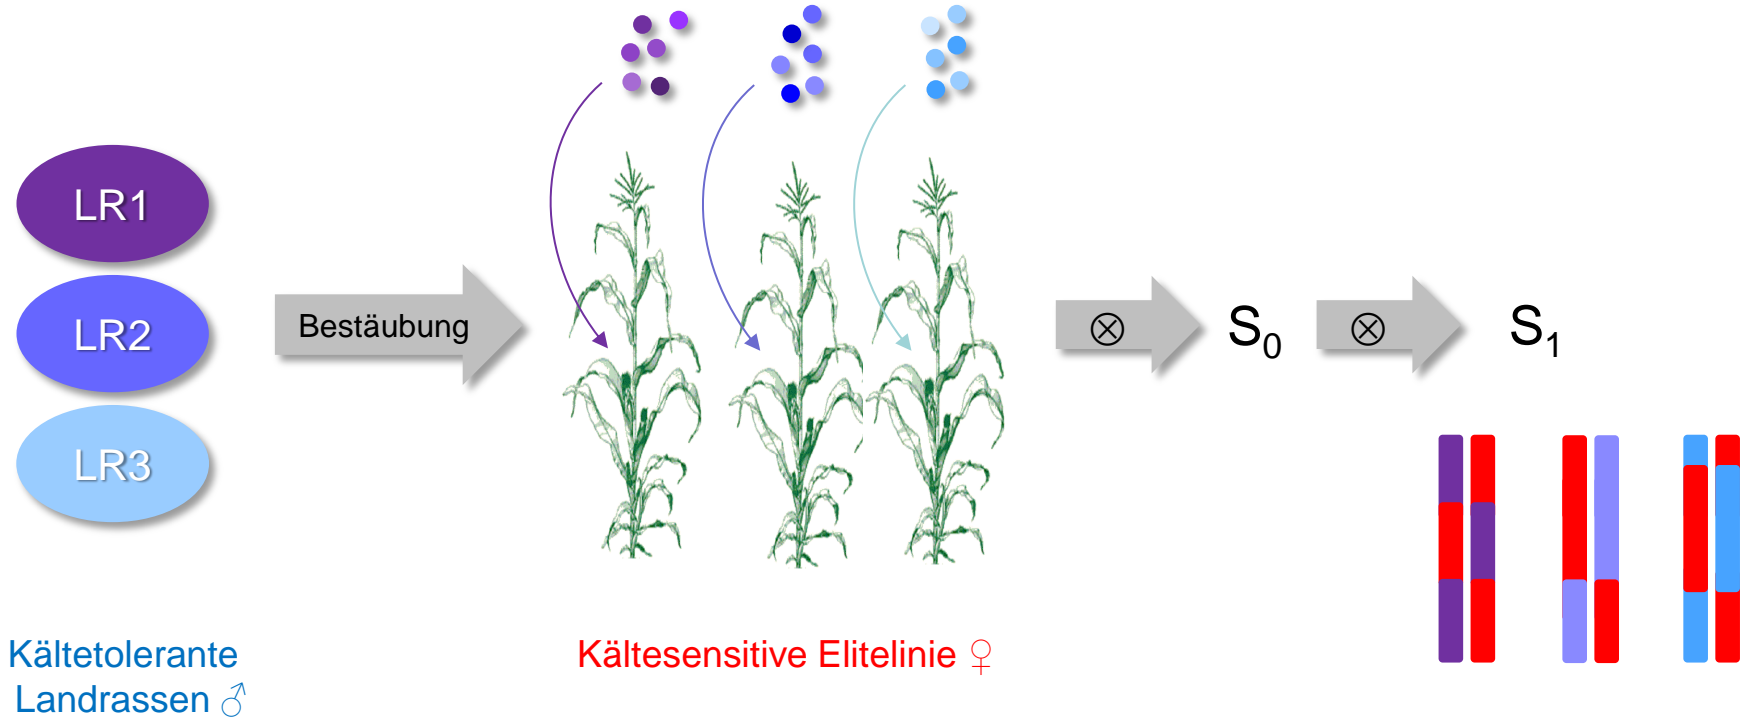 LR1
LR2
LR3
Bestäubung
⊗
S₀
⊗
S₁
Kältetolerante
Landrassen ♂
Kältesensitive Elitelinie ♀